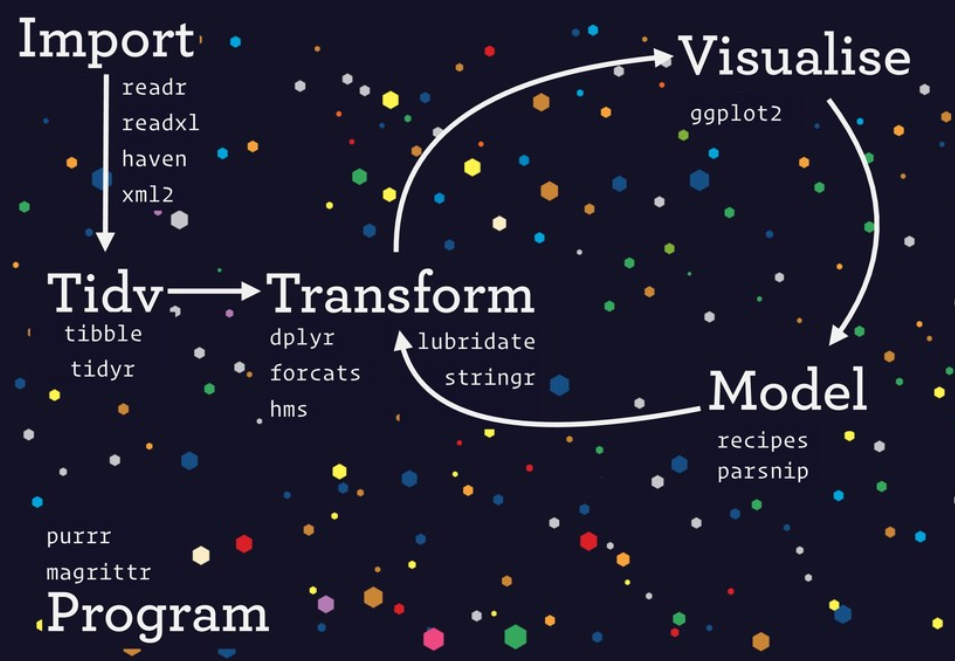 Import
readr
readxl
haven
xml2
Visualise
ggplot2
Tidy
tibble
tidyr
Transform
dplyr
forcats
hms
lubridate
stringr
Model
recipes
parsnip
purrr
magrittr
Program